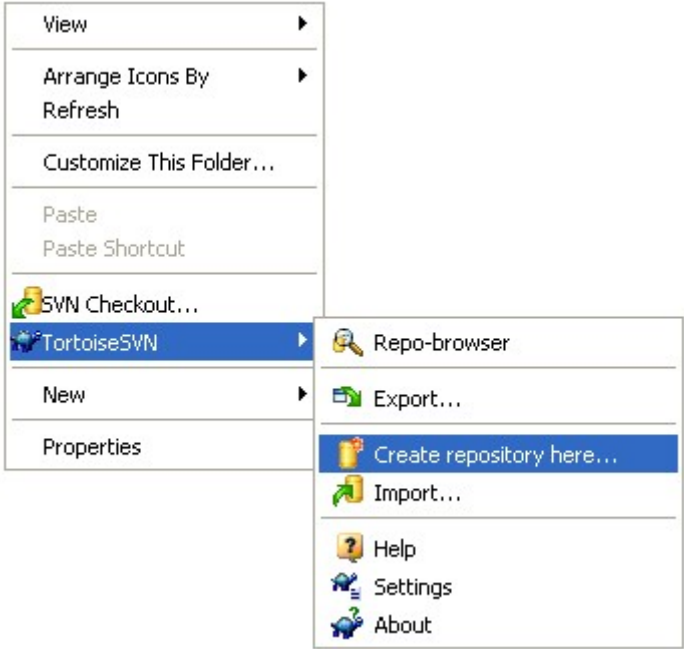 View
Arrange Icons By
Refresh
Customize This Folder...
Paste
Paste Shortcut
SVN Checkout...
TortoiseSVN
New
Properties
Repo-browser
Export...
Create repository here...
Import...
Help
Settings
About